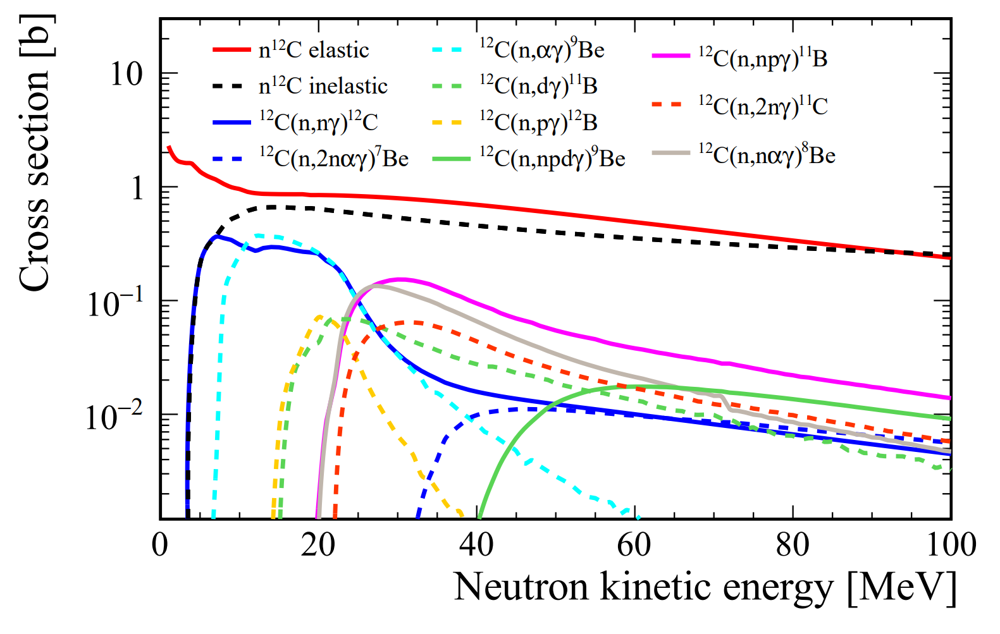 Cross section [b]
10
1
10⁻¹
10⁻²
n¹²C elastic
n¹²C inelastic
¹²C(n,nγ)¹²C
¹²C(n,2nαγ)⁷Be
¹²C(n,αγ)⁹Be
¹²C(n,dγ)¹¹B
¹²C(n,pγ)¹²B
¹²C(n,npdγ)⁹Be
¹²C(n,npγ)¹¹B
¹²C(n,2nγ)¹¹C
¹²C(n,nαγ)⁸Be
0 20 40 60 80 100
Neutron kinetic energy [MeV]